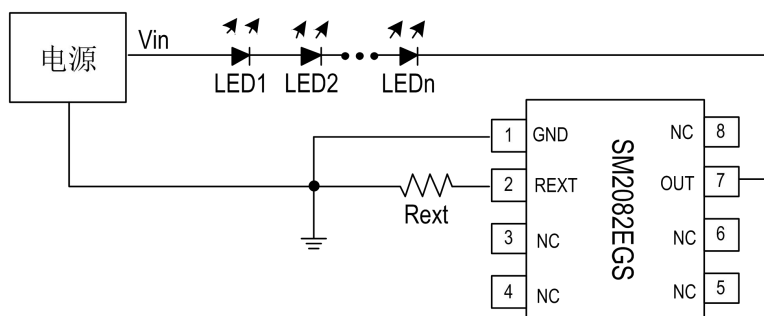 电源
Vin
LED1 LED2 LEDn
1 GND
2 REXT
3 NC
4 NC
Rext
SM2082EGS
NC 8
OUT 7
NC 6
NC 5